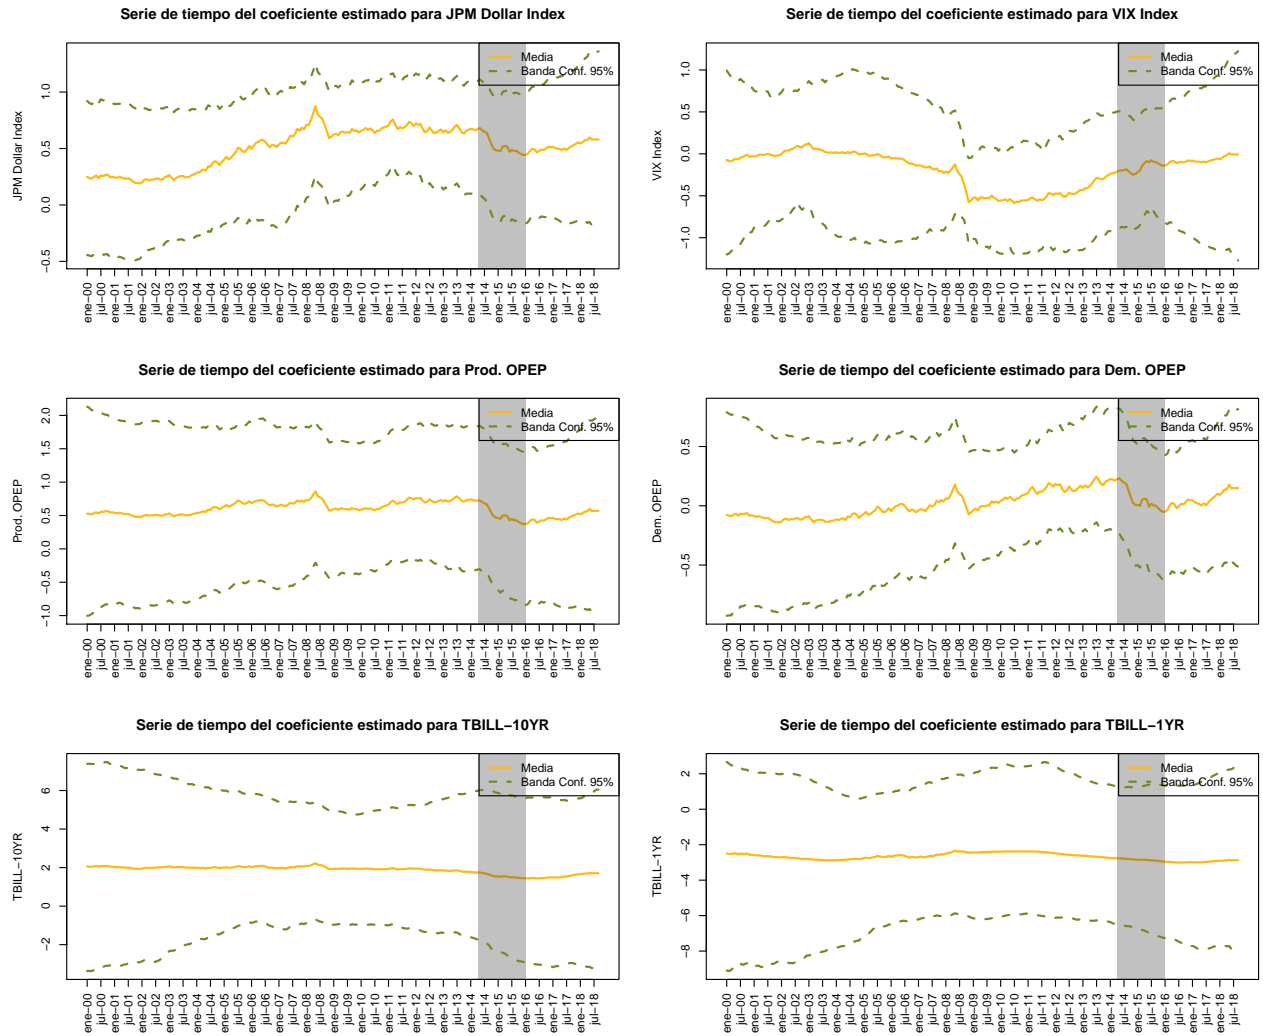 Serie de tiempo del coeficiente estimado para JPM Dollar Index
JPM Dollar Index
1.0
0.5
0.0
−0.5
Media
Banda Conf. 95%
ene−00
jul−00
ene−01
jul−01
ene−02
jul−02
ene−03
jul−03
jul−04
ene−05
jul−05
ene−06
jul−06
ene−07
jul−07
ene−08
jul−08
ene−09
jul−09
ene−10
jul−10
ene−11
jul−11
ene−12
jul−12
ene−13
jul−13
ene−14
jul−14
ene−15
jul−15
ene−16
jul−16
ene−17
jul−17
ene−18
jul−18
Serie de tiempo del coeficiente estimado para VIX Index
VIX Index
1.0
0.5
0.0
−0.5
−1.0
Media
Banda Conf. 95%
ene−00
jul−00
ene−01
jul−01
ene−02
jul−02
ene−03
jul−03
ene−04
jul−04
ene−05
jul−05
ene−06
jul−06
ene−07
jul−07
ene−08
jul−08
ene−09
jul−09
ene−10
jul−10
ene−11
jul−11
ene−12
jul−12
ene−13
jul−13
ene−14
jul−14
ene−15
jul−15
ene−16
jul−16
ene−17
jul−17
ene−18
jul−18
Serie de tiempo del coeficiente estimado para Prod. OPEP
Prod. OPEP
2.0
1.5
1.0
0.5
0.0
−0.5
−1.0
Media
Banda Conf. 95%
ene−00
jul−00
ene−01
jul−01
ene−02
jul−02
ene−03
jul−03
ene−04
jul−04
ene−05
jul−05
ene−06
jul−06
ene−07
jul−07
ene−08
jul−08
ene−09
jul−09
ene−10
jul−10
ene−11
jul−11
ene−12
jul−12
ene−13
jul−13
ene−14
jul−14
ene−15
jul−15
ene−16
jul−16
ene−17
jul−17
ene−18
jul−18
Serie de tiempo del coeficiente estimado para Dem. OPEP
Dem. OPEP
0.5
0.0
−0.5
Media
Banda Conf. 95%
ene−00
jul−00
ene−01
jul−01
ene−02
jul−02
ene−03
jul−03
ene−04
jul−04
ene−05
jul−05
ene−06
jul−06
ene−07
jul−07
ene−08
jul−08
ene−09
jul−09
ene−10
jul−10
ene−11
jul−11
ene−12
jul−12
ene−13
jul−13
ene−14
jul−14
ene−15
jul−15
ene−16
jul−16
ene−17
jul−17
ene−18
jul−18
Serie de tiempo del coeficiente estimado para TBILL−10YR
TBILL−10YR
6
4
2
0
−2
Media
Banda Conf. 95%
ene−00
jul−00
ene−01
jul−01
ene−02
jul−02
ene−03
jul−03
ene−04
jul−04
ene−05
jul−05
ene−06
jul−06
ene−07
jul−07
ene−08
jul−08
ene−09
jul−09
ene−10
jul−10
ene−11
jul−11
ene−12
jul−12
ene−13
jul−13
ene−14
jul−14
ene−15
jul−15
ene−16
jul−16
ene−17
jul−17
ene−18
jul−18
Serie de tiempo del coeficiente estimado para TBILL−1YR
TBILL−1YR
2
0
−2
−4
−6
−8
Media
Banda Conf. 95%
ene−00
jul−00
ene−01
jul−01
ene−02
jul−02
ene−03
jul−03
ene−04
jul−04
ene−05
jul−05
ene−06
jul−06
ene−07
jul−07
ene−08
jul−08
ene−09
jul−09
ene−10
jul−10
ene−11
jul−11
ene−12
jul−12
ene−13
jul−13
ene−14
jul−14
ene−15
jul−15
ene−16
jul−16
ene−17
jul−17
ene−18
jul−18